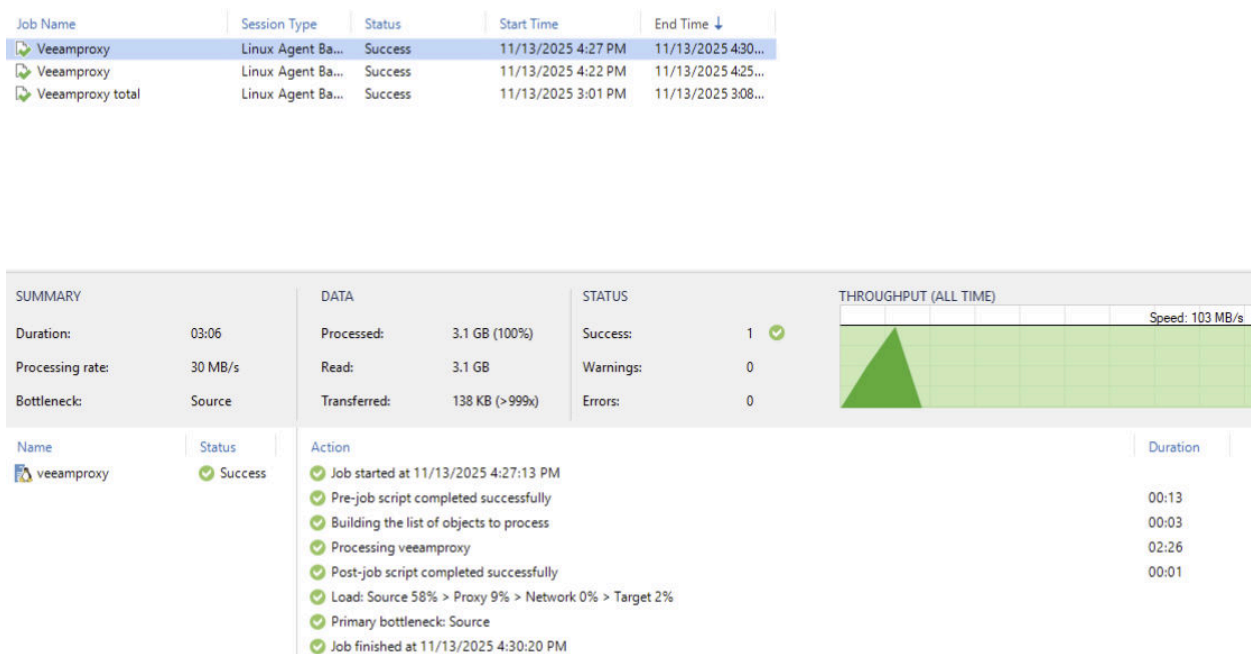 Job Name Session Type Status Start Time End Time ↓
Veeamproxy Linux Agent Ba... Success 11/13/2025 4:27 PM 11/13/2025 4:30...
Veeamproxy Linux Agent Ba... Success 11/13/2025 4:22 PM 11/13/2025 4:25...
Veeamproxy total Linux Agent Ba... Success 11/13/2025 3:01 PM 11/13/2025 3:08...
SUMMARY DATA STATUS THROUGHPUT (ALL TIME)
Speed: 103 MB/s
Duration: 03:06 Processed: 3.1 GB (100%) Success: 1
Processing rate: 30 MB/s Read: 3.1 GB Warnings: 0
Bottleneck: Source Transferred: 138 KB (>999x) Errors: 0
Name Status Action Duration
veeamproxy Success Job started at 11/13/2025 4:27:13 PM
Pre-job script completed successfully 00:13
Building the list of objects to process 00:03
Processing veeamproxy 02:26
Post-job script completed successfully 00:01
Load: Source 58% > Proxy 9% > Network 0% > Target 2%
Primary bottleneck: Source
Job finished at 11/13/2025 4:30:20 PM